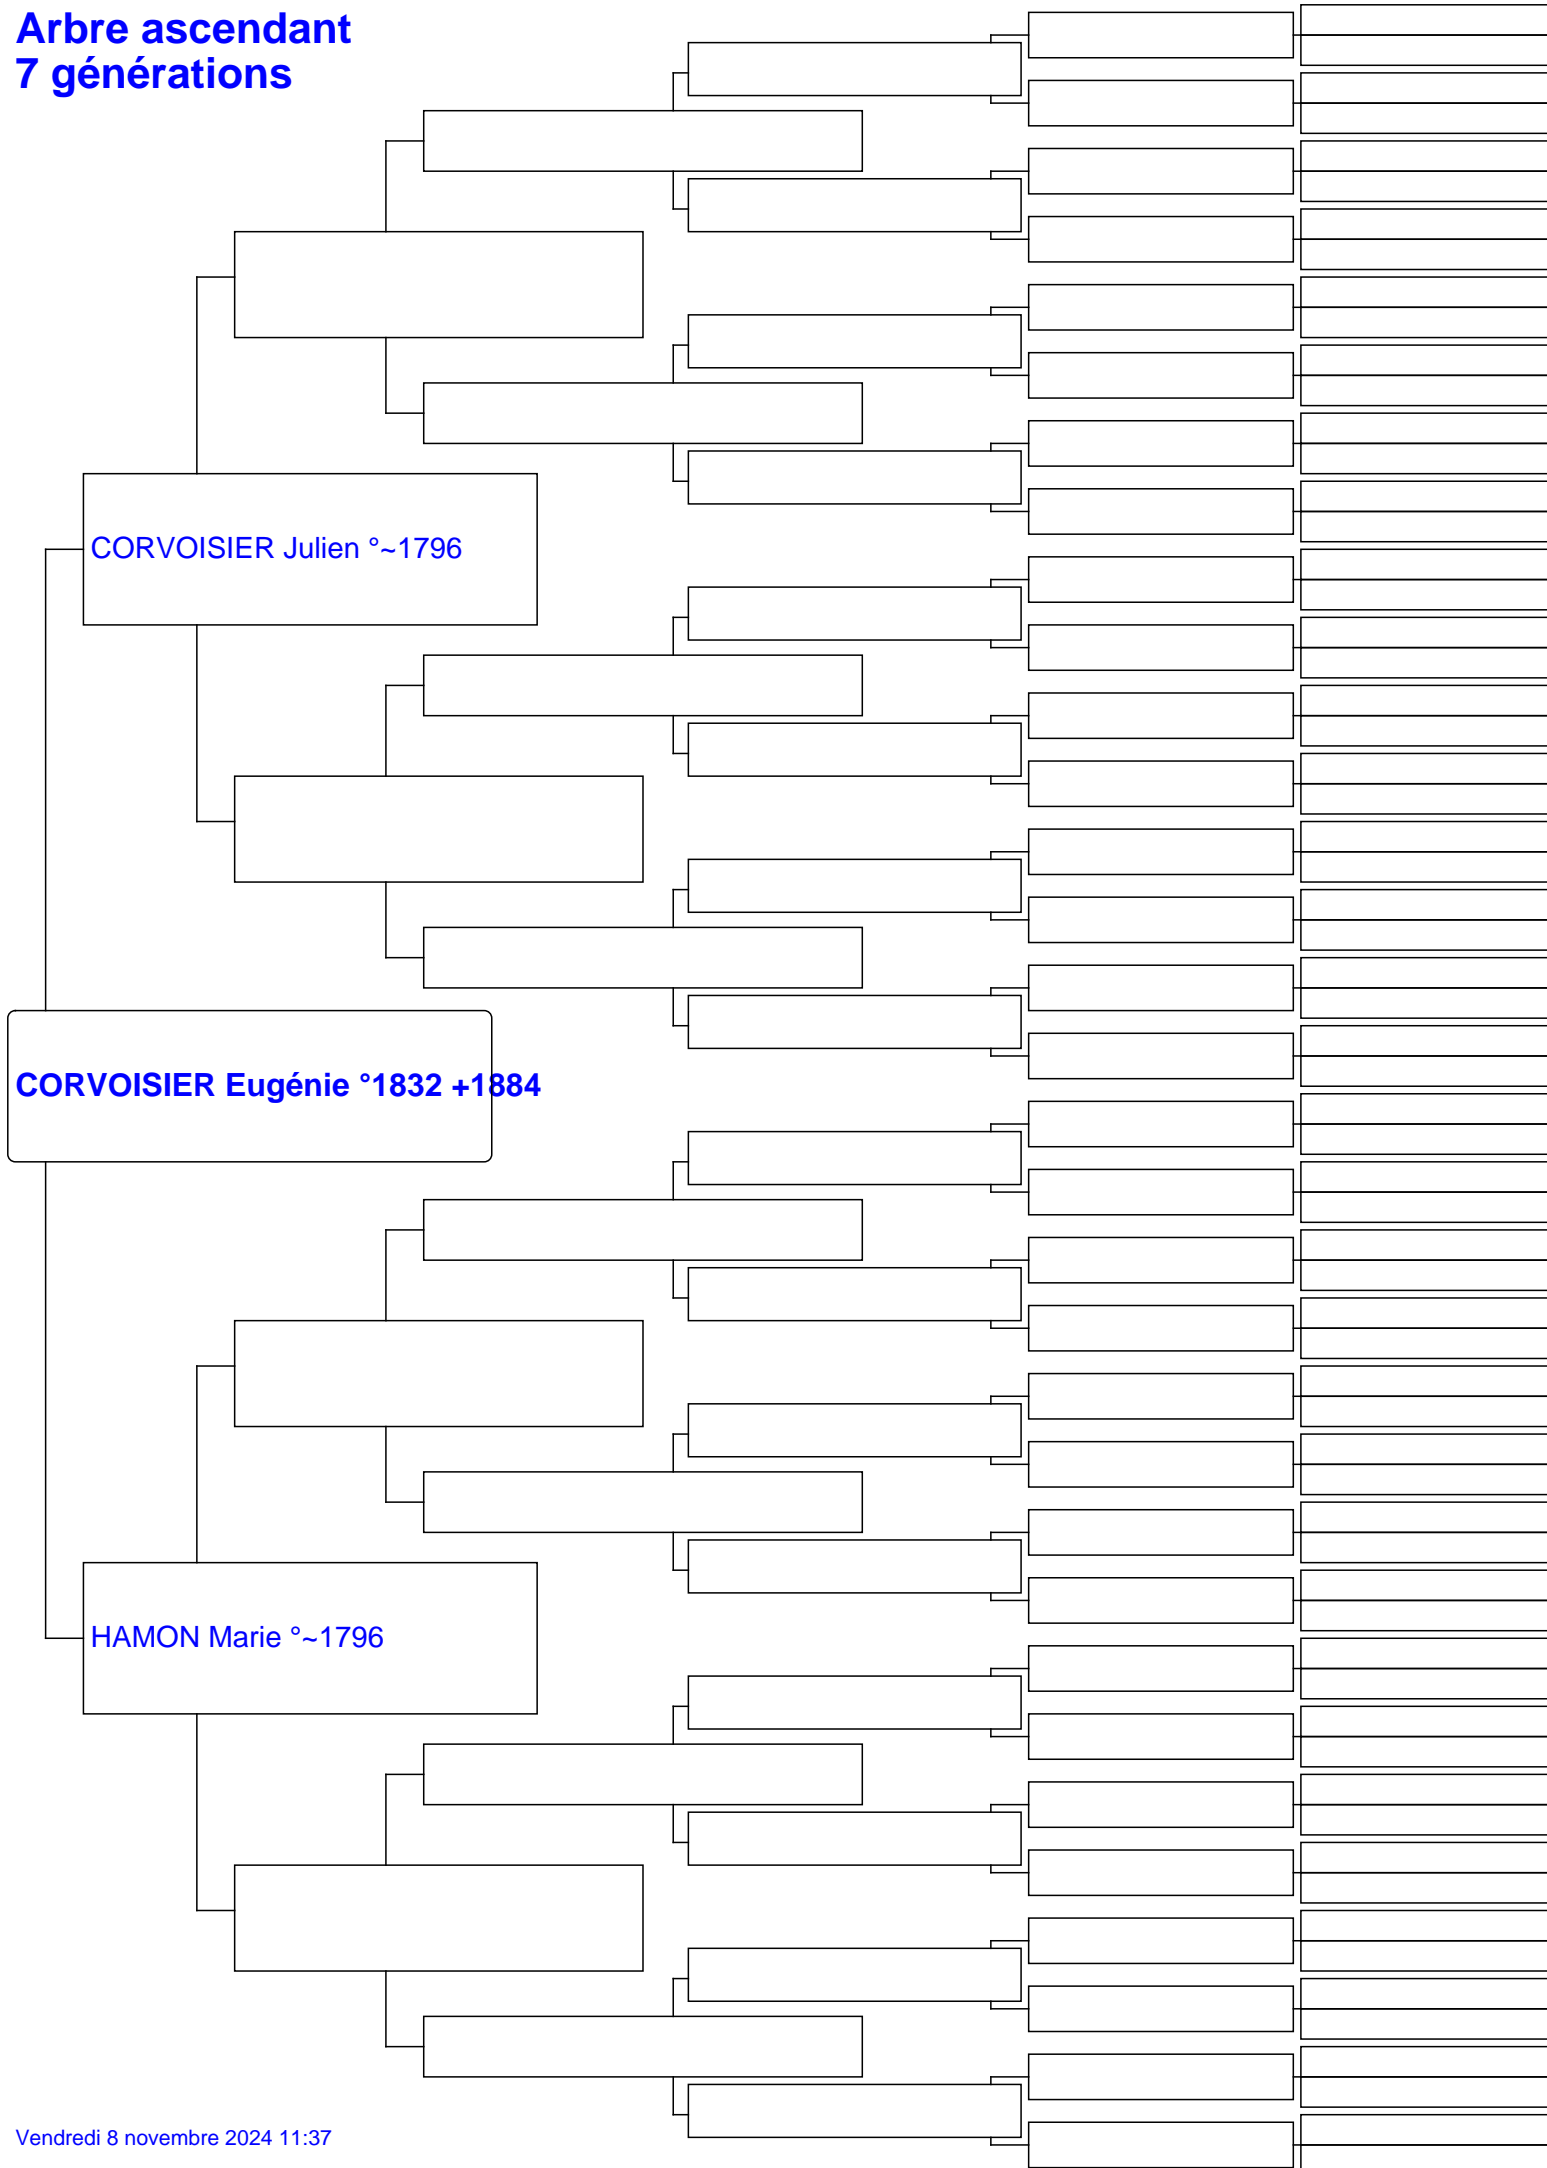 Arbre ascendant
7 générations
CORVOISIER Julien °~1796
CORVOISIER Eugénie °1832 +1884
HAMON Marie °~1796
Vendredi 8 novembre 2024 11:37